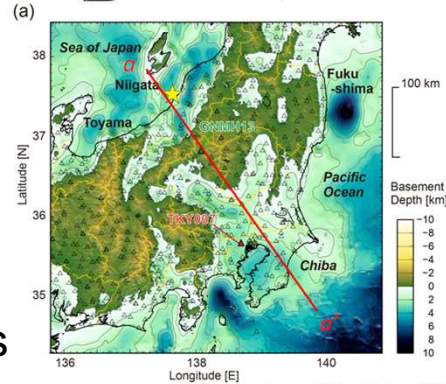 (a)
38
Sea of Japan
α
Fuku
-shima
100 km
Niigata
Toyama
GNMH13
37
Latitude [N]
Pacific
Ocean
Basement
Depth [km]
36
TKY007
−10
−8
−6
−4
−2
0
2
4
6
8
10
Chiba
35
s
136
138
140
Longitude [E]